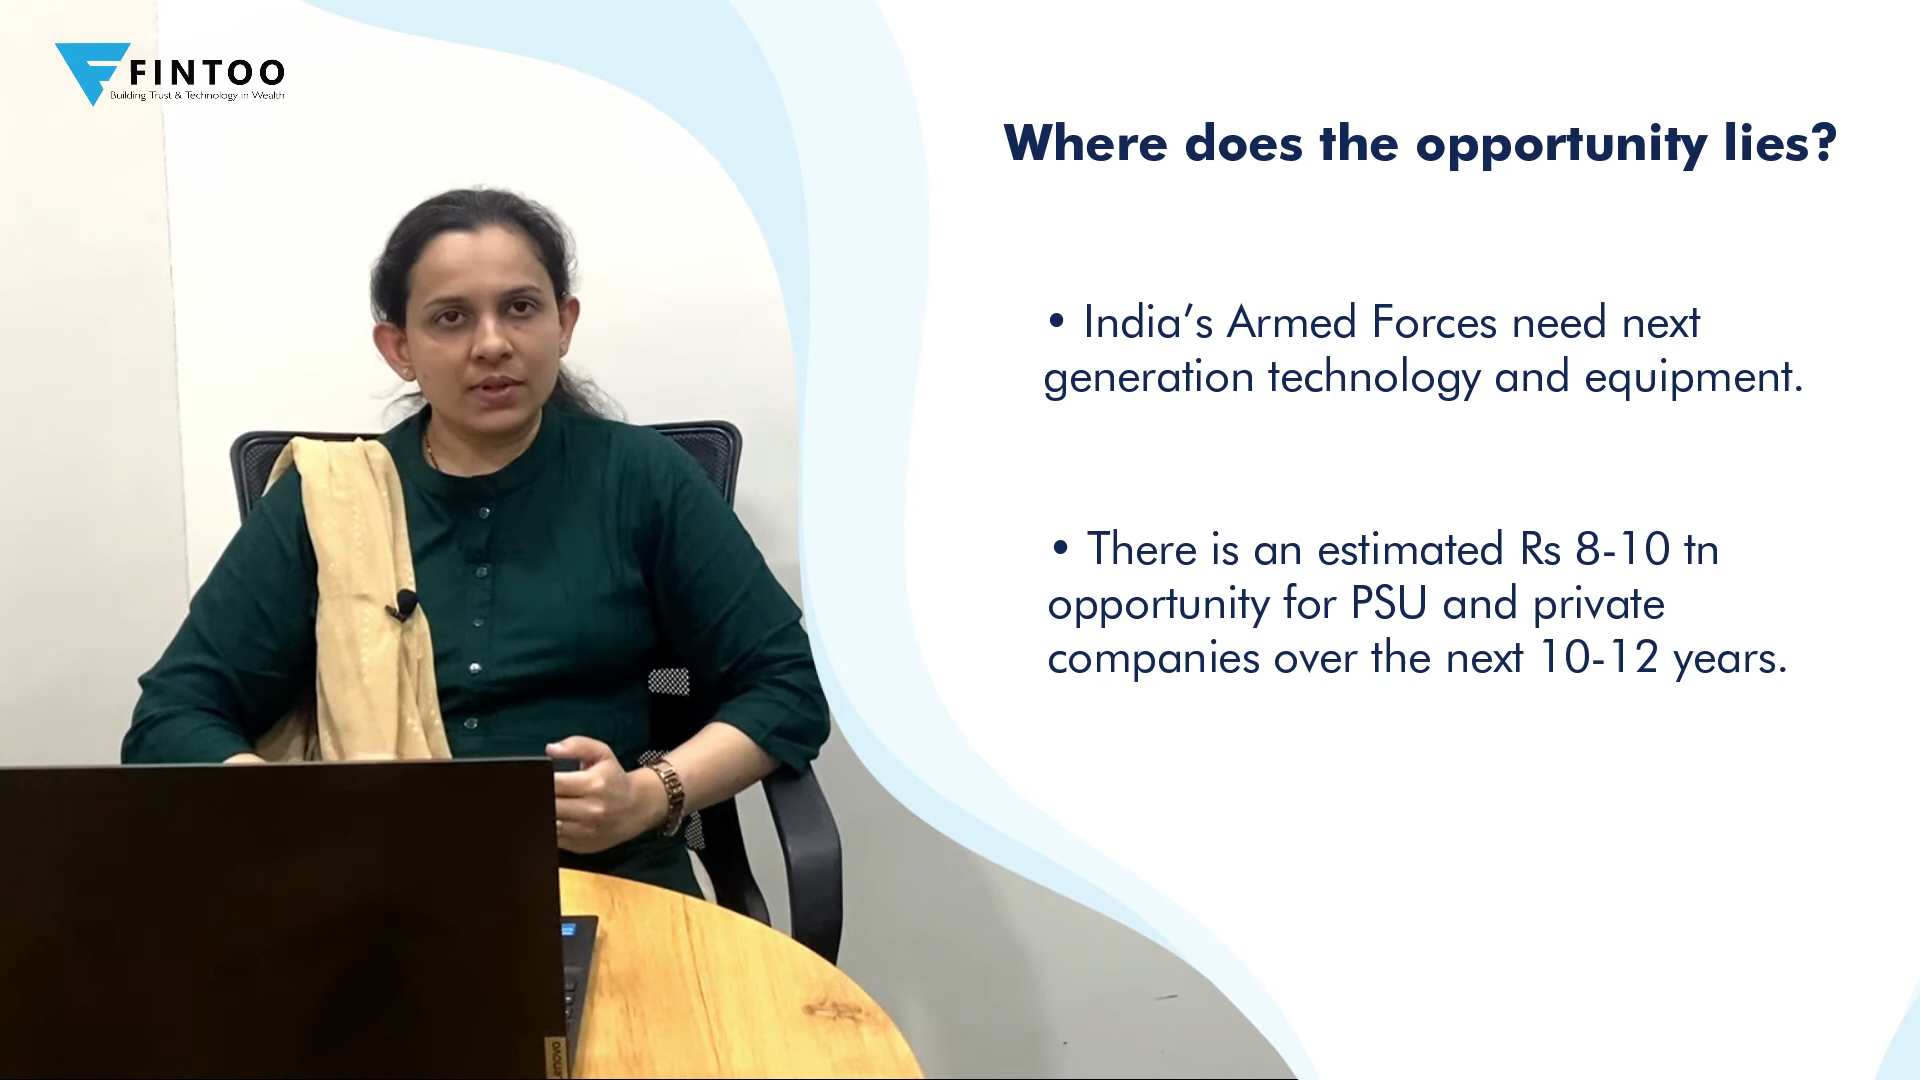 FINTOO
Building Trust & Technology in Wealth
Where does the opportunity lies?
• India’s Armed Forces need next
generation technology and equipment.
• There is an estimated Rs 8-10 tn
opportunity for PSU and private
companies over the next 10-12 years.
Lenovo